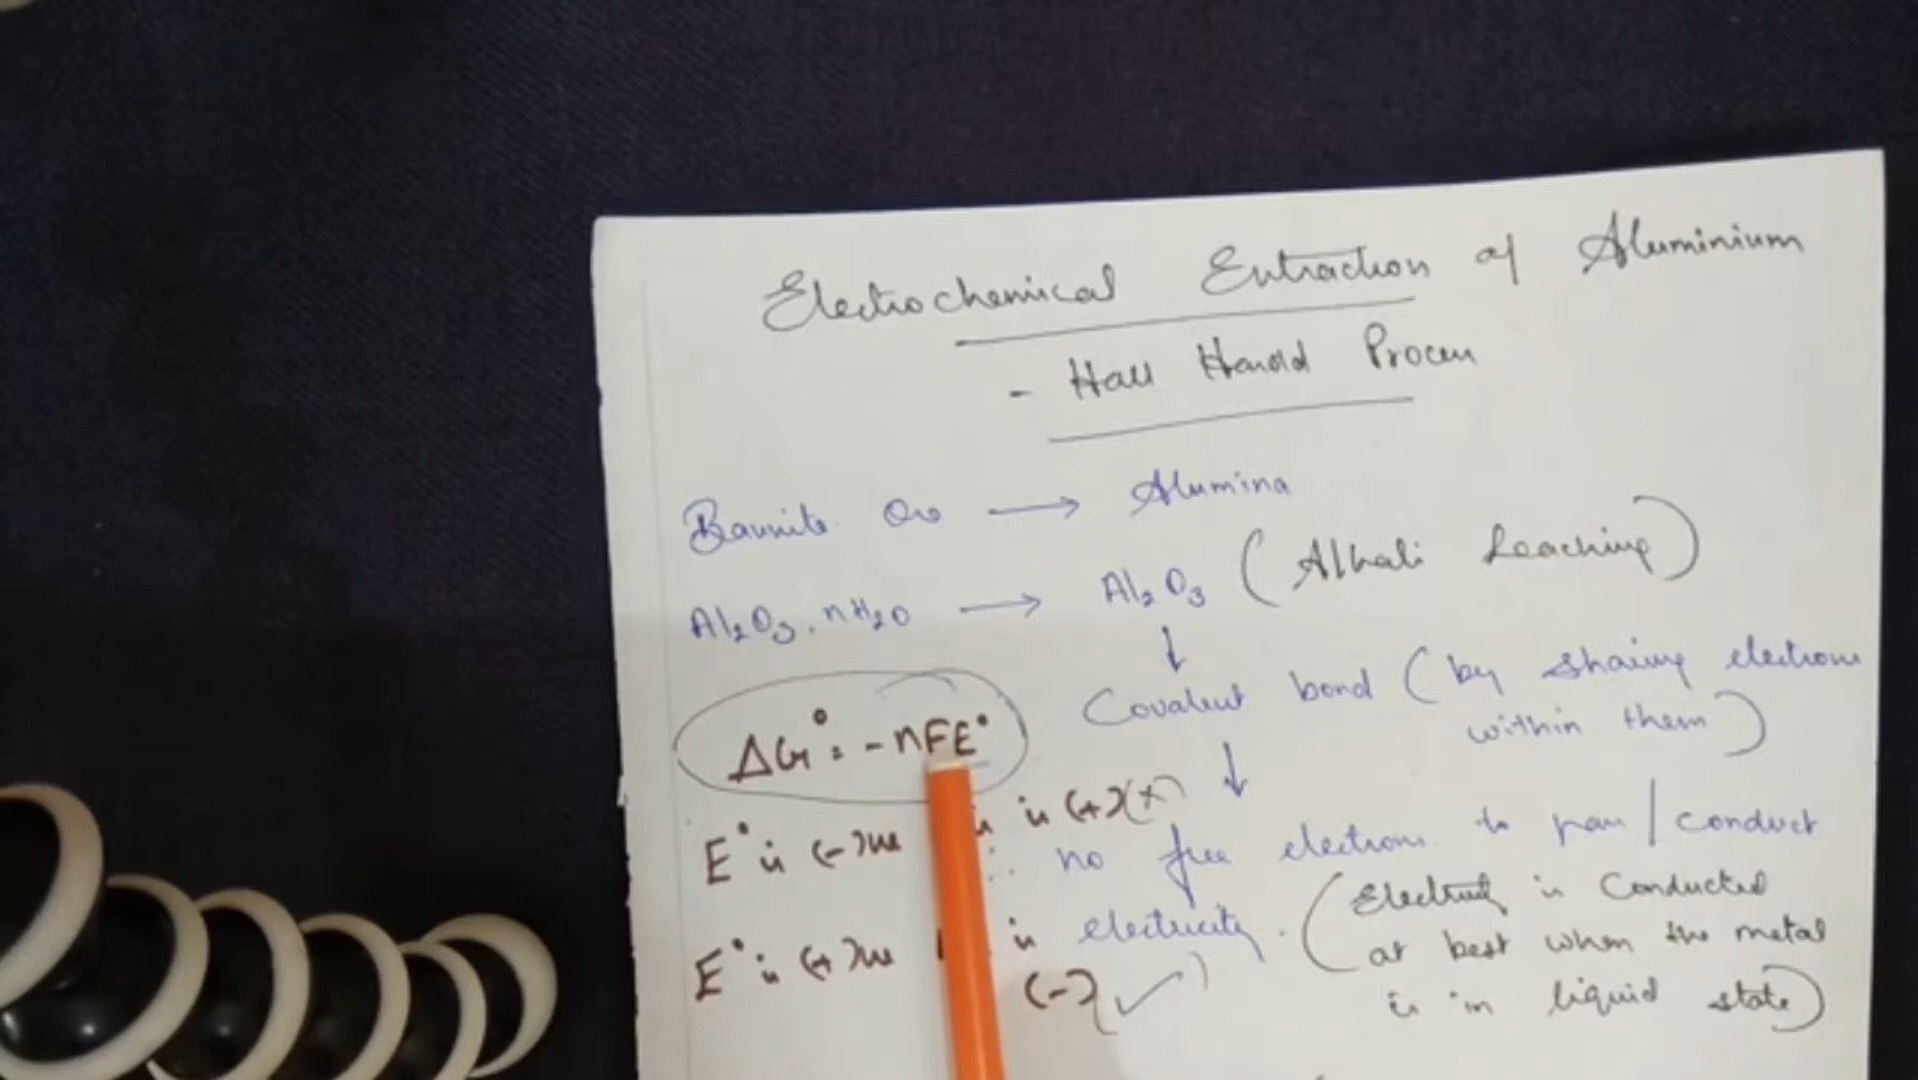 Electrochemical Extraction of Aluminium
- Hall Herold Process
Bauxite Ore → Alumina
Al₂O₃.nH₂O → Al₂O₃ (Alkali Leaching)
↓
Covalent bond (by sharing electrons
within them)
↓
∴ no free electrons to pass/conduct
electricity.
(Electricity is conducted
at best when the metal
is in liquid state)
ΔG° = -nFE°
E° is (-)ve is (+)(x)
E° is (+)ve is
(-)(✓)